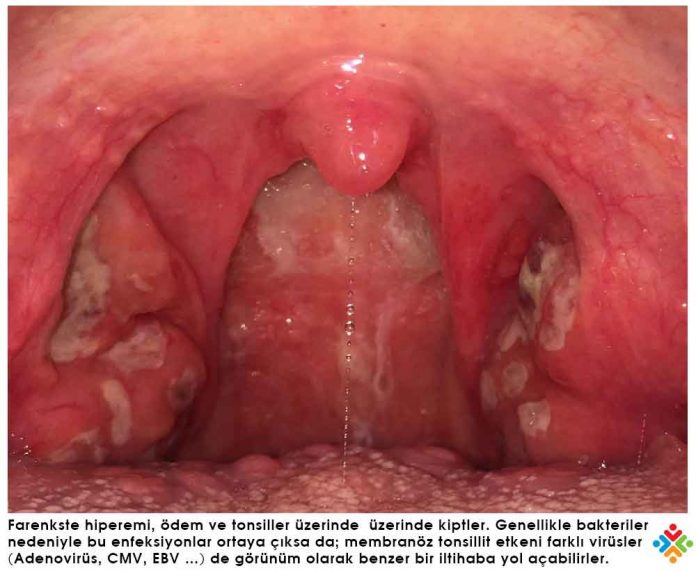 Farenkste hiperemi, ödem ve tonsiller üzerinde  üzerinde kiptler. Genellikle bakteriler
nedeniyle bu enfeksiyonlar ortaya çıksa da; membranöz tonsillit etkeni farklı virüsler
(Adenovirüs, CMV, EBV ...) de görünüm olarak benzer bir iltihaba yol açabilirler.